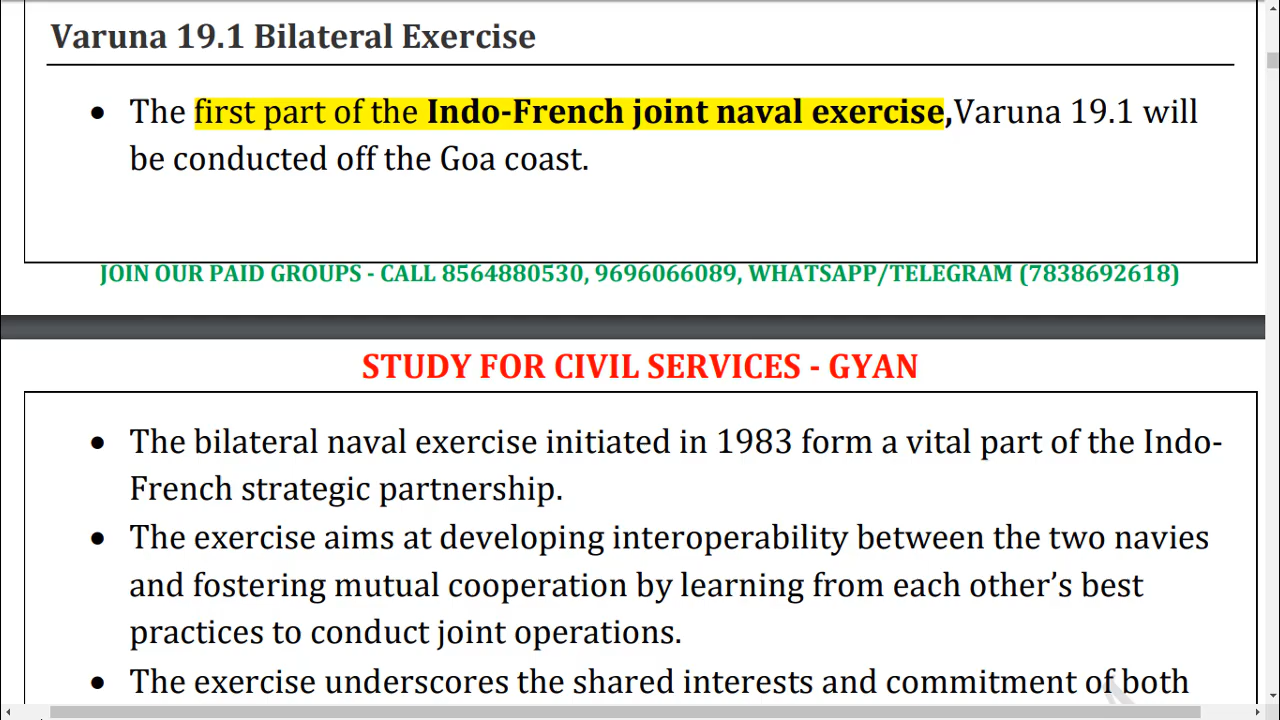 Varuna 19.1 Bilateral Exercise
• The first part of the Indo-French joint naval exercise,Varuna 19.1 will
be conducted off the Goa coast.
JOIN OUR PAID GROUPS - CALL 8564880530, 9696066089, WHATSAPP/TELEGRAM (7838692618)
STUDY FOR CIVIL SERVICES - GYAN
• The bilateral naval exercise initiated in 1983 form a vital part of the Indo-
French strategic partnership.
• The exercise aims at developing interoperability between the two navies
and fostering mutual cooperation by learning from each other’s best
practices to conduct joint operations.
• The exercise underscores the shared interests and commitment of both